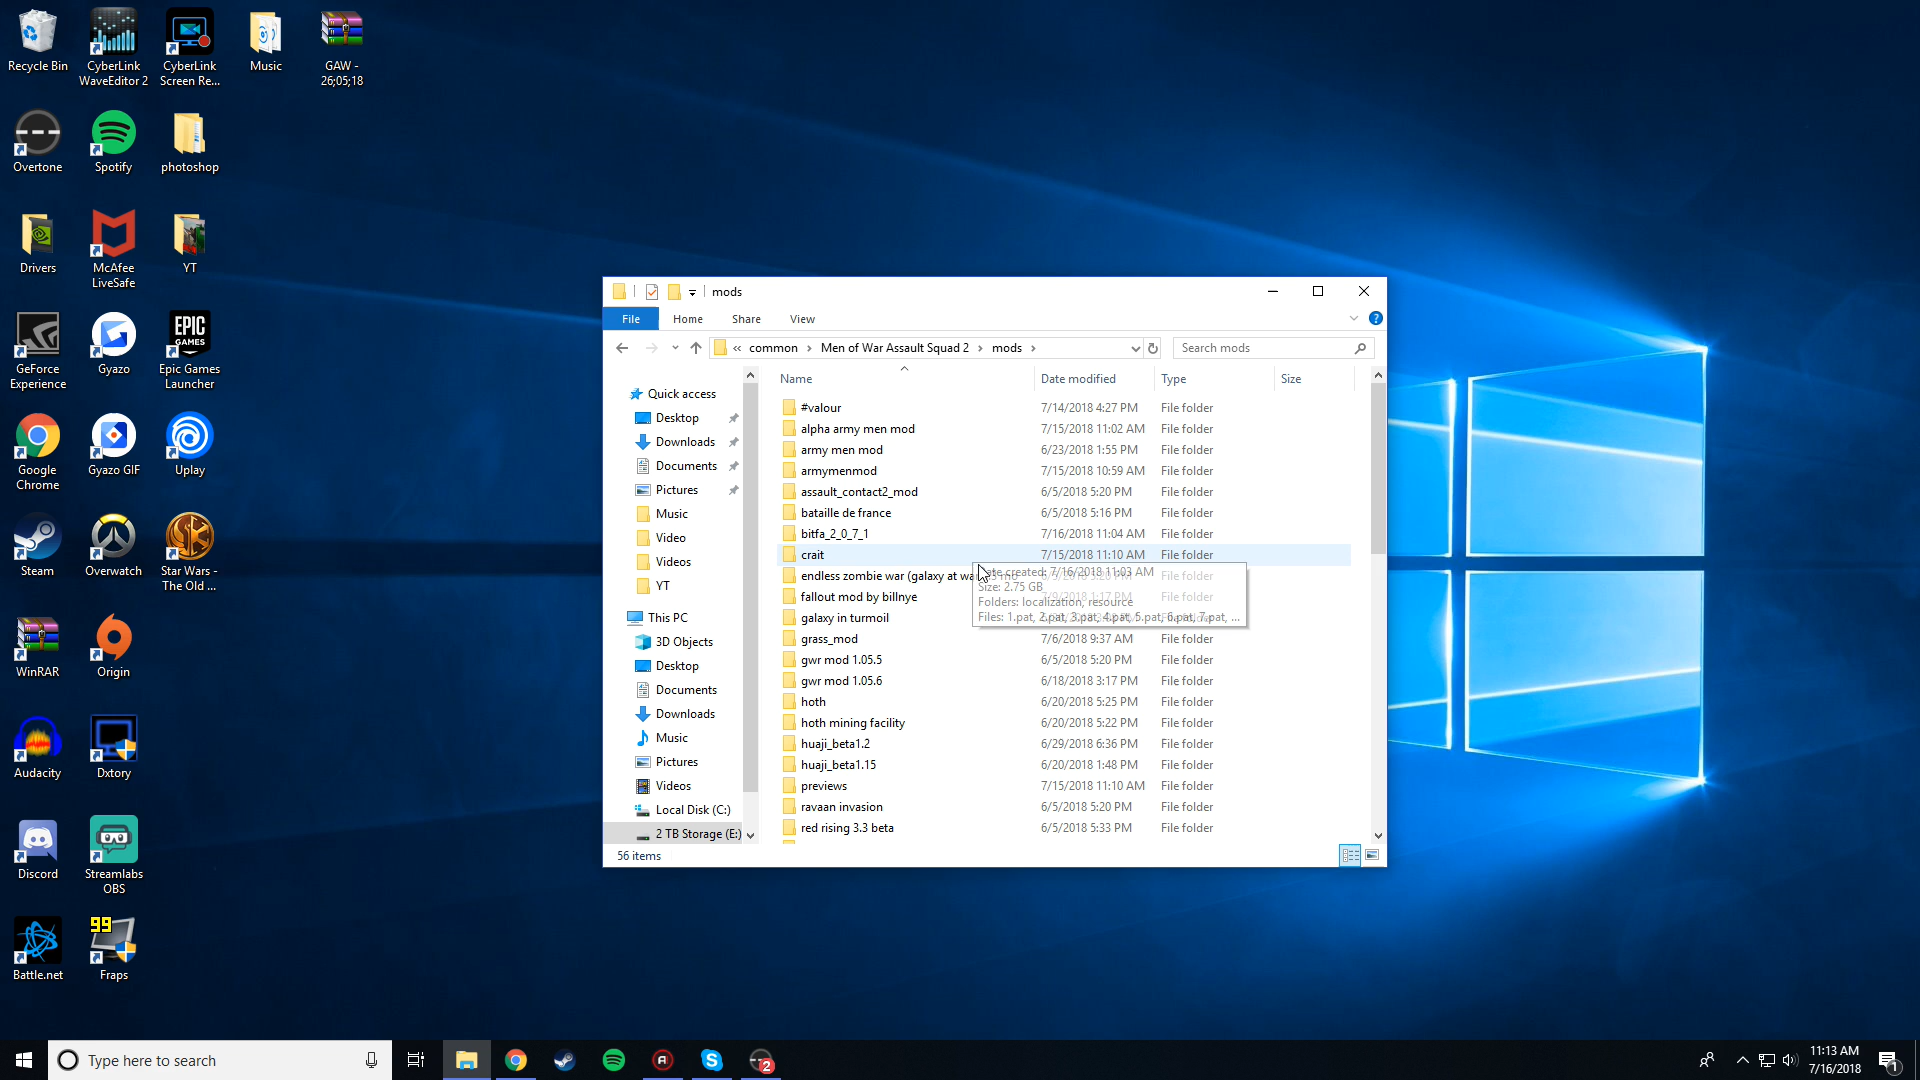 Recycle Bin
CyberLink
WaveEditor 2
CyberLink
Screen Re...
Music
GAW -
26;05;18
Overtone
Spotify
photoshop
Drivers
McAfee
LiveSafe
YT
GeForce
Experience
Gyazo
EPIC
GAMES
Epic Games
Launcher
Google
Chrome
Gyazo GIF
Uplay
Steam
Overwatch
Star Wars -
The Old ...
WinRAR
Origin
Audacity
Dxtory
Discord
Streamlabs
OBS
Battle.net
99
Fraps
mods
File Home Share View
?
« common › Men of War Assault Squad 2 › mods ›
Search mods
Name Date modified Type Size
Quick access
Desktop
Downloads
Documents
Pictures
Music
Video
Videos
YT
This PC
3D Objects
Desktop
Documents
Downloads
Music
Pictures
Videos
Local Disk (C:)
2 TB Storage (E:)
#valour 7/14/2018 4:27 PM File folder
alpha army men mod 7/15/2018 11:02 AM File folder
army men mod 6/23/2018 1:55 PM File folder
armymenmod 7/15/2018 10:59 AM File folder
assault_contact2_mod 6/5/2018 5:20 PM File folder
bataille de france 6/5/2018 5:16 PM File folder
bitfa_2_0_7_1 7/16/2018 11:04 AM File folder
crait 7/15/2018 11:10 AM File folder
endless zombie war (galaxy at
fallout mod by billnye
galaxy in turmoil
grass_mod 7/6/2018 9:37 AM File folder
gwr mod 1.05.5 6/5/2018 5:20 PM File folder
gwr mod 1.05.6 6/18/2018 3:17 PM File folder
hoth 6/20/2018 5:25 PM File folder
hoth mining facility 6/20/2018 5:22 PM File folder
huaji_beta1.2 6/29/2018 6:36 PM File folder
huaji_beta1.15 6/20/2018 1:48 PM File folder
previews 7/15/2018 11:10 AM File folder
ravaan invasion 6/5/2018 5:20 PM File folder
red rising 3.3 beta 6/5/2018 5:33 PM File folder
created: 7/16/2018 11:03 AM
Size: 2.75 GB
Folders: localization, resource
Files: 1.pat, 2.pat, 3.pat, 4.pat, 5.pat, 6.pat, 7.pat, ...
56 items
Type here to search
2
11:13 AM
7/16/2018
1